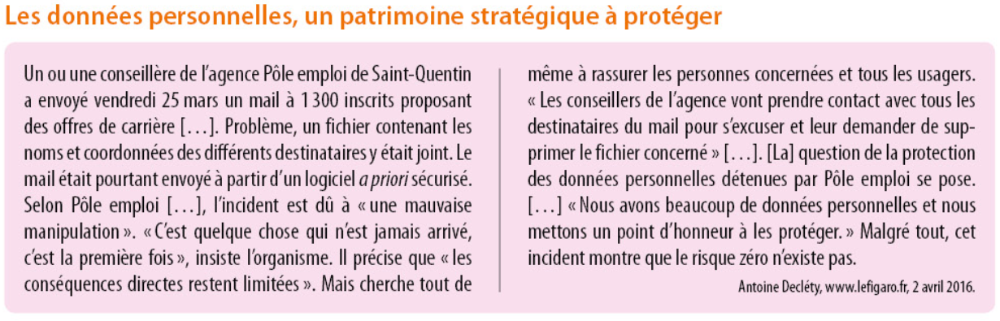 Les données personnelles, un patrimoine stratégique à protéger
Un ou une conseillère de l’agence Pôle emploi de Saint-Quentin
a envoyé vendredi 25 mars un mail à 1 300 inscrits proposant
des offres de carrière […]. Problème, un fichier contenant les
noms et coordonnées des différents destinataires y était joint. Le
mail était pourtant envoyé à partir d’un logiciel a priori sécurisé.
Selon Pôle emploi […], l’incident est dû à « une mauvaise
manipulation ». « C’est quelque chose qui n’est jamais arrivé,
c’est la première fois », insiste l’organisme. Il précise que « les
conséquences directes restent limitées ». Mais cherche tout de
même à rassurer les personnes concernées et tous les usagers.
« Les conseillers de l’agence vont prendre contact avec tous les
destinataires du mail pour s’excuser et leur demander de sup-
primer le fichier concerné » […]. [La] question de la protection
des données personnelles détenues par Pôle emploi se pose.
[…] « Nous avons beaucoup de données personnelles et nous
mettons un point d’honneur à les protéger. » Malgré tout, cet
incident montre que le risque zéro n’existe pas.
Antoine Decléty, www.lefigaro.fr, 2 avril 2016.